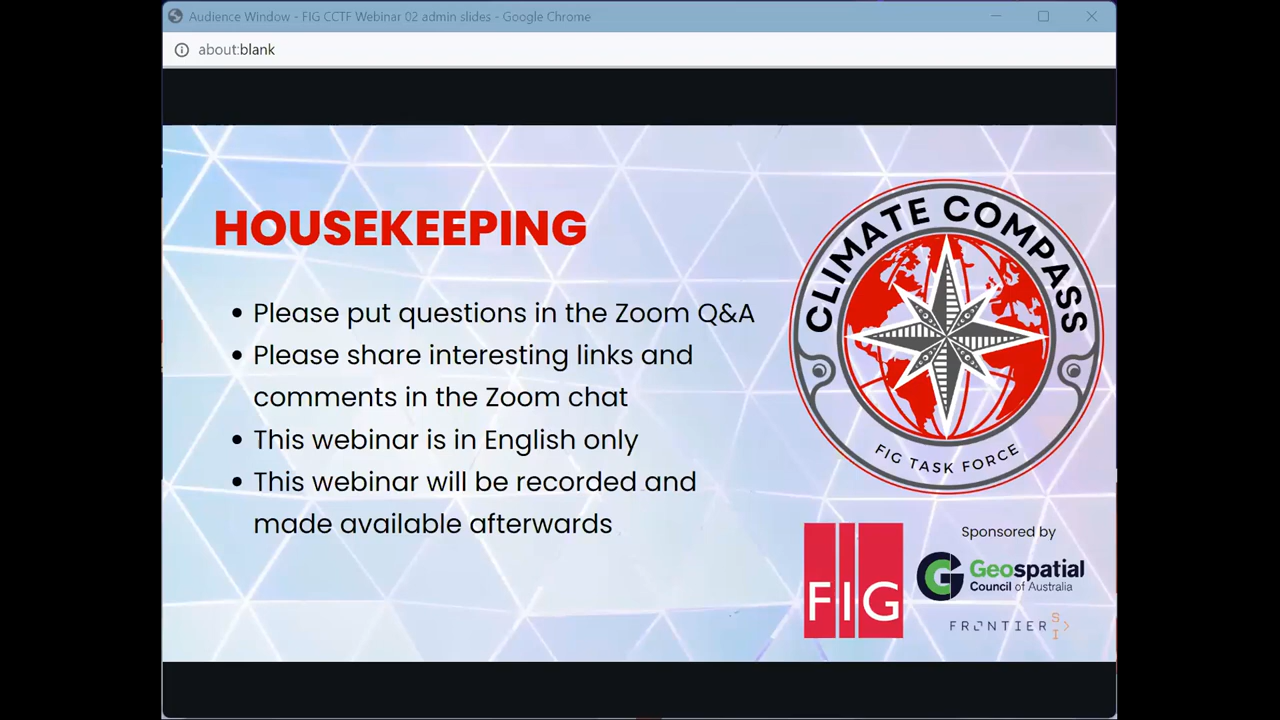 Audience Window - FIG CCTF Webinar 02 admin slides - Google Chrome
about:blank
HOUSEKEEPING
• Please put questions in the Zoom Q&A
• Please share interesting links and
comments in the Zoom chat
• This webinar is in English only
• This webinar will be recorded and
made available afterwards
CLIMATE COMPASS
FIG TASK FORCE
FIG
Sponsored by
Geospatial
Council of Australia
FRONTIER SI